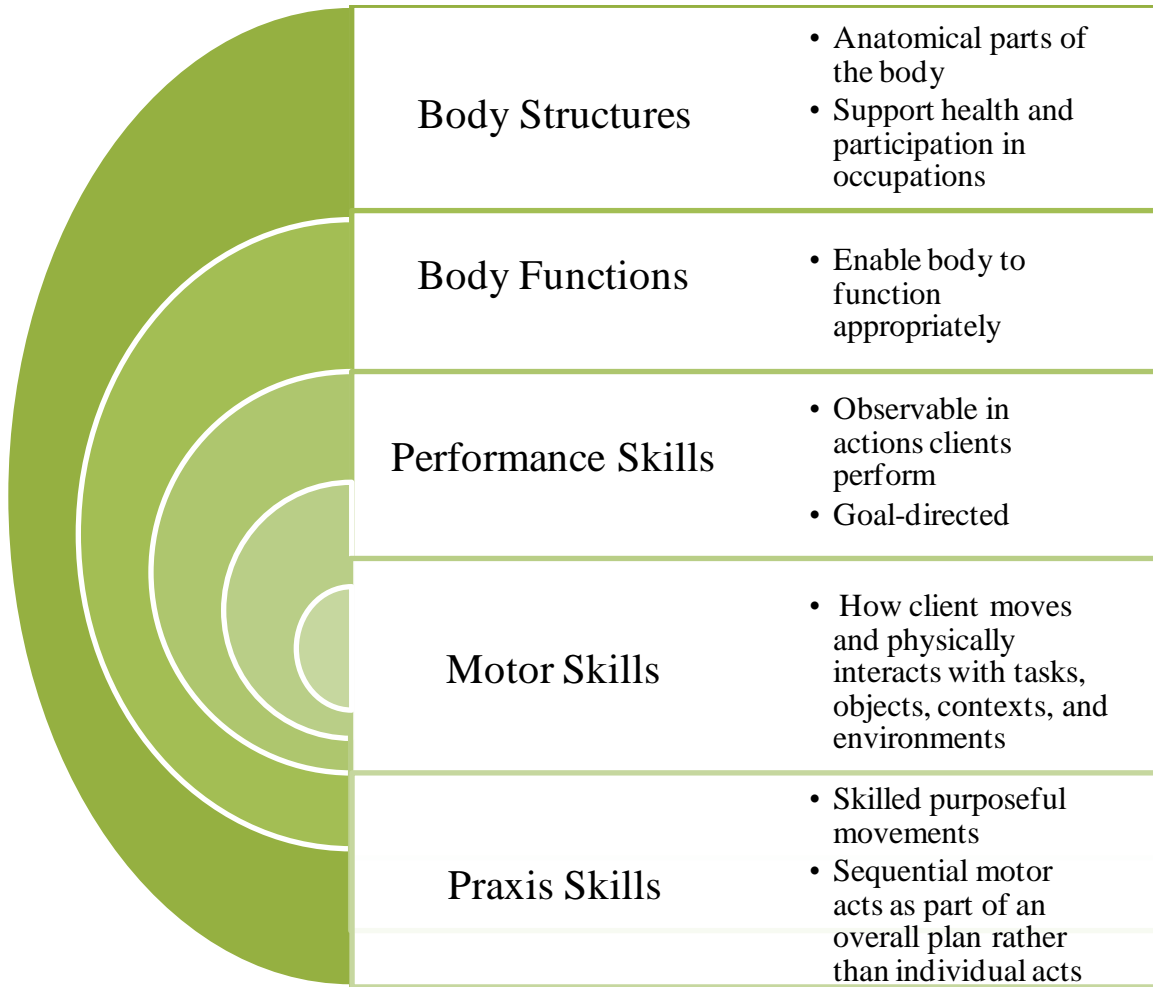 Body Structures
• Anatomical parts of
the body
• Support health and
participation in
occupations
Body Functions
• Enable body to
function
appropriately
Performance Skills
• Observable in
actions clients
perform
• Goal-directed
Motor Skills
• How client moves
and physically
interacts with tasks,
objects, contexts, and
environments
Praxis Skills
• Skilled purposeful
movements
• Sequential motor
acts as part of an
overall plan rather
than individual acts